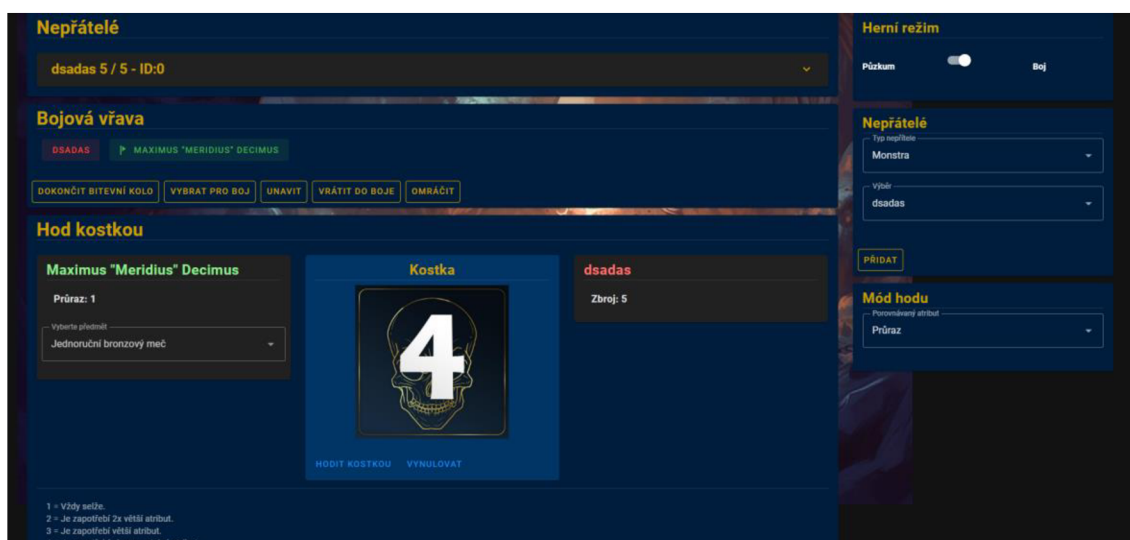 Nepřátelé
dsadas 5 / 5 - ID:0
Bojová vřava
DSADAS
MAXIMUS "MERIDIUS" DECIMUS
DOKONČIT BITEVNÍ KOLO
VYBRAT PRO BOJ
UNAVIT
VRÁTIT DO BOJE
OMRÁČIT
Hod kostkou
Maximus "Meridius" Decimus
Průraz: 1
Vyberte předmět
Jednoruční bronzový meč
Kostka
4
HODIT KOSTKOU
VYNULOVAT
dsadas
Zbroj: 5
1 = Vždy selže.
2 = Je zapotřebí 2x větší atribut.
3 = Je zapotřebí větší atribut.
Herní režim
Půzkum
Boj
Nepřátelé
Typ nepřítele
Monstra
Výběr
dsadas
PŘIDAT
Mód hodu
Porovnávaný atribut
Průraz